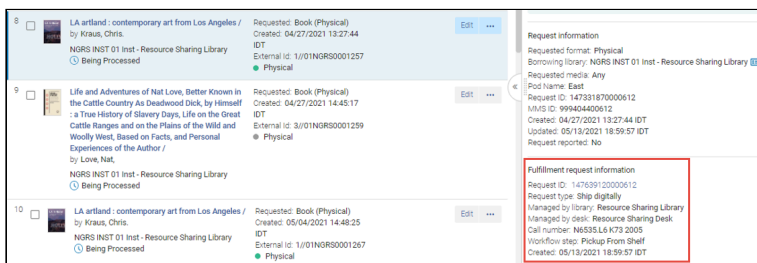 8
LA artland : contemporary art from Los Angeles /
by Kraus, Chris.
NGRS INST 01 Inst - Resource Sharing Library
Being Processed
Requested: Book (Physical)
Created: 04/27/2021 13:27:44
IDT
External Id: 1//01NGRS0001257
Physical
Edit
9
Life and Adventures of Nat Love, Better Known in
the Cattle Country As Deadwood Dick, by Himself
: a True History of Slavery Days, Life on the Great
Cattle Ranges and on the Plains of the Wild and
Woolly West, Based on Facts, and Personal
Experiences of the Author /
by Love, Nat,
NGRS INST 01 Inst - Resource Sharing Library
Being Processed
Requested: Book (Physical)
Created: 04/27/2021 14:45:17
IDT
External Id: 3//01NGRS0001259
Physical
Edit
10
LA artland : contemporary art from Los Angeles /
by Kraus, Chris.
NGRS INST 01 Inst - Resource Sharing Library
Being Processed
Requested: Book (Physical)
Created: 05/04/2021 14:48:25
IDT
External Id: 1//01NGRS0001267
Physical
Edit
Request information
Requested format: Physical
Borrowing library: NGRS INST 01 Inst - Resource Sharing Library
Requested media: Any
Pod Name: East
Request ID: 147331870000612
MMS ID: 999404400612
Created: 04/27/2021 13:27:44 IDT
Updated: 05/13/2021 18:59:57 IDT
Request reported: No
Fulfillment request information
Request ID: 147639120000612
Request type: Ship digitally
Managed by library: Resource Sharing Library
Managed by desk: Resource Sharing Desk
Call number: N6535.L6 K73 2005
Workflow step: Pickup From Shelf
Created: 05/13/2021 18:59:57 IDT